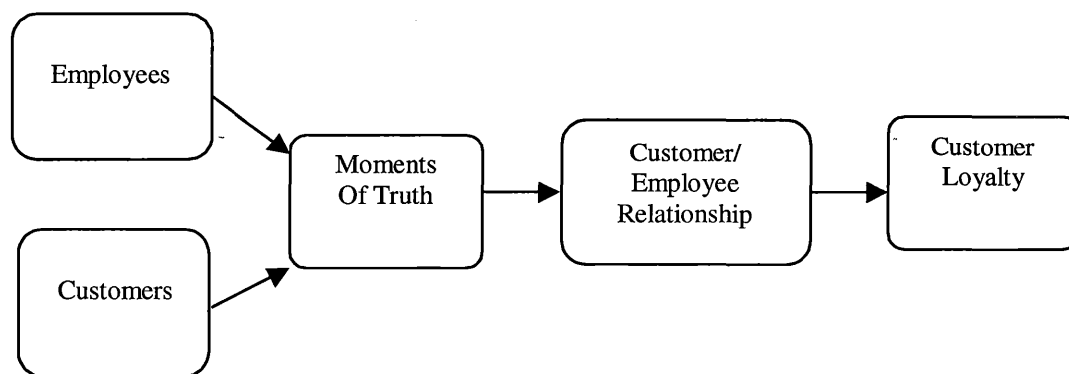 Employees
Customers
Moments
Of Truth
Customer/
Employee
Relationship
Customer
Loyalty